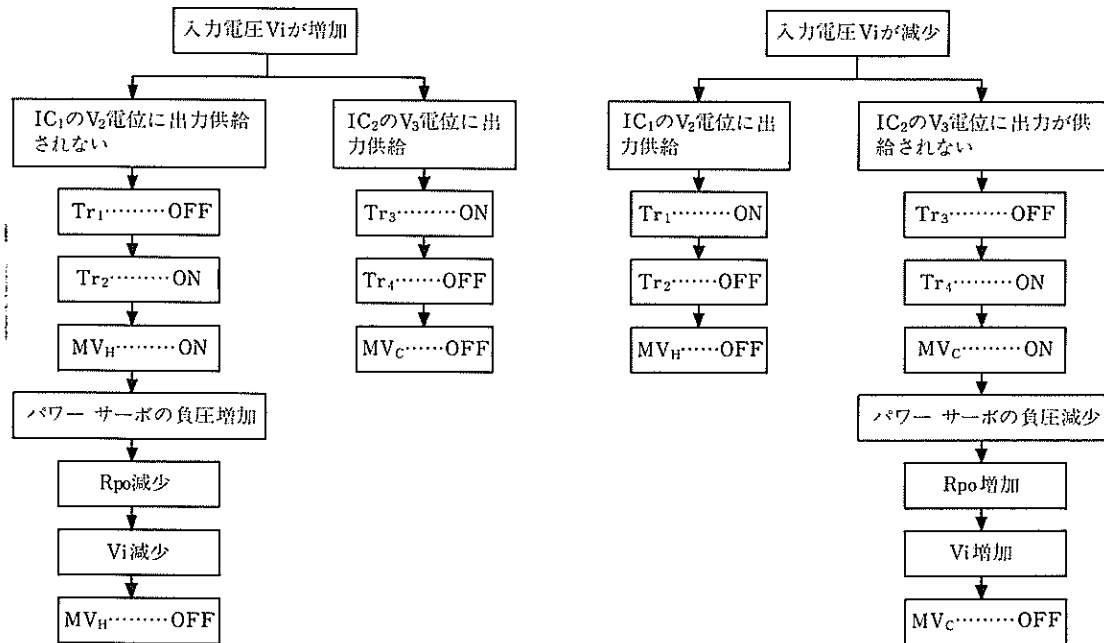 入力電圧Viが増加
IC₁のV₂電位に出力供給
されない
IC₂のV₃電位に出
力供給
Tr₁………OFF
Tr₃………ON
Tr₂………ON
Tr₄………OFF
MV_H………ON
MV_C……OFF
パワー サーボの負圧増加
Rpo減少
Vi減少
MV_H………OFF
入力電圧Viが減少
IC₁のV₂電位に出
力供給
IC₂のV₃電位に出力が供
給されない
Tr₁………ON
Tr₃………OFF
Tr₂………OFF
Tr₄………ON
MV_H……OFF
MV_C………ON
パワー サーボの負圧減少
Rpo増加
Vi増加
MV_C………OFF